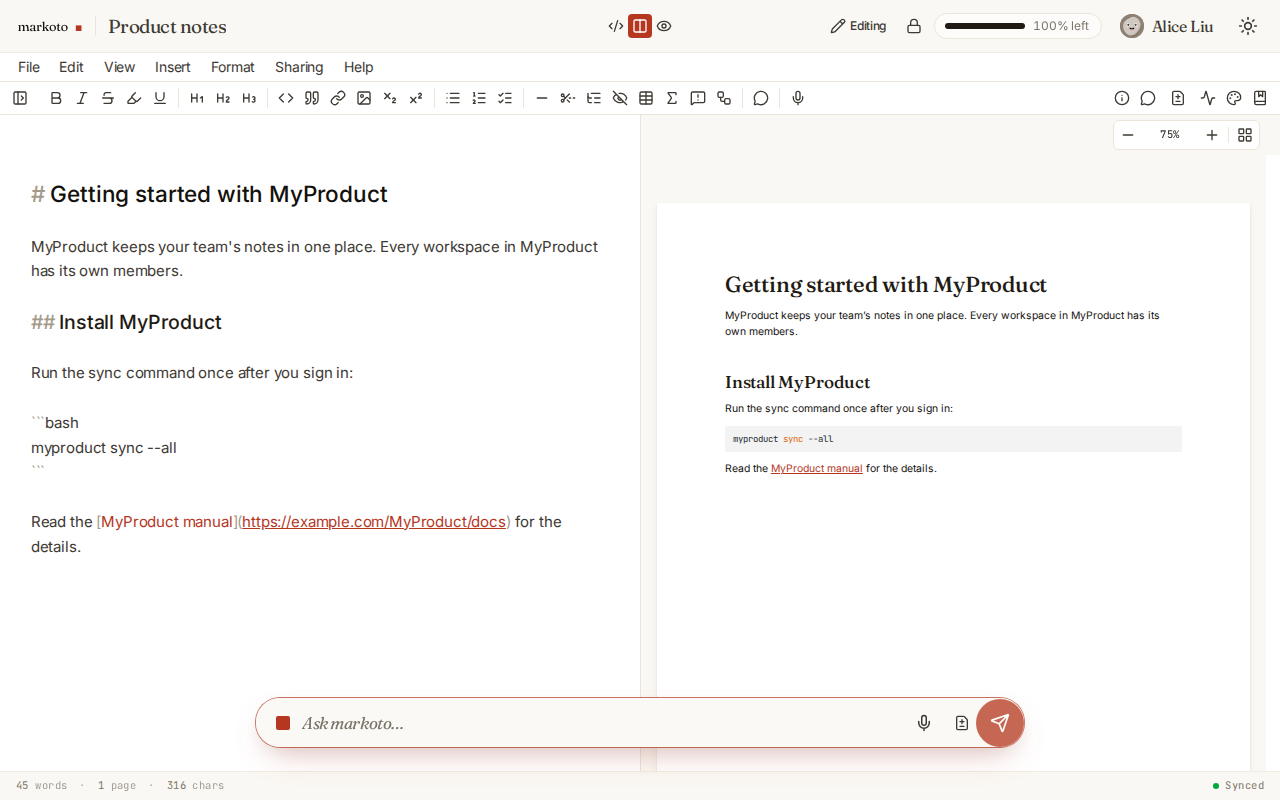 markoto
Product notes
Editing
100% left
Alice Liu
File Edit View Insert Format Sharing Help
B I S U H1 H2 H3 X2 X2
75%
# Getting started with MyProduct
MyProduct keeps your team's notes in one place. Every workspace in MyProduct
has its own members.
## Install MyProduct
Run the sync command once after you sign in:
```bash
myproduct sync --all
```
Read the [MyProduct manual](https://example.com/MyProduct/docs) for the
details.
Getting started with MyProduct
MyProduct keeps your team's notes in one place. Every workspace in MyProduct has its
own members.
Install MyProduct
Run the sync command once after you sign in:
myproduct sync --all
Read the MyProduct manual for the details.
Ask markoto...
45 words · 1 page · 316 chars
Synced